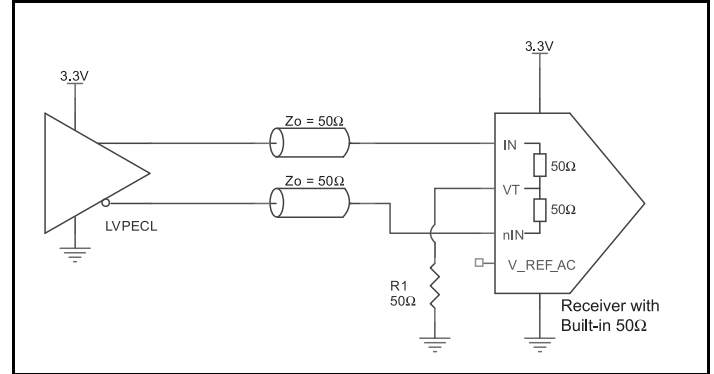 3.3V
3.3V
Zo = 50Ω
IN
50Ω
Zo = 50Ω
VT
50Ω
LVPECL
nIN
V_REF_AC
R1
50Ω
Receiver with
Built-in 50Ω